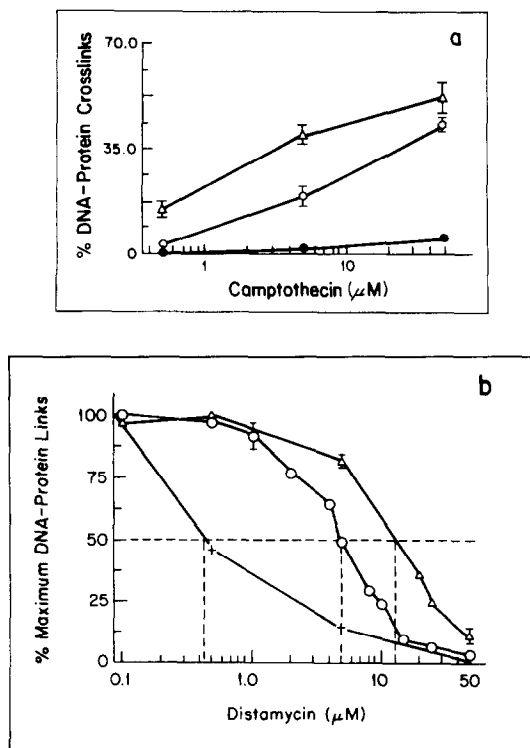 a
70.0
35.0
0
% DNA-Protein Crosslinks
1
10
Camptothecin (μM)
b
100
75
50
25
0
% Maximum DNA-Protein Links
0.1
1.0
10
50
Distamycin (μM)